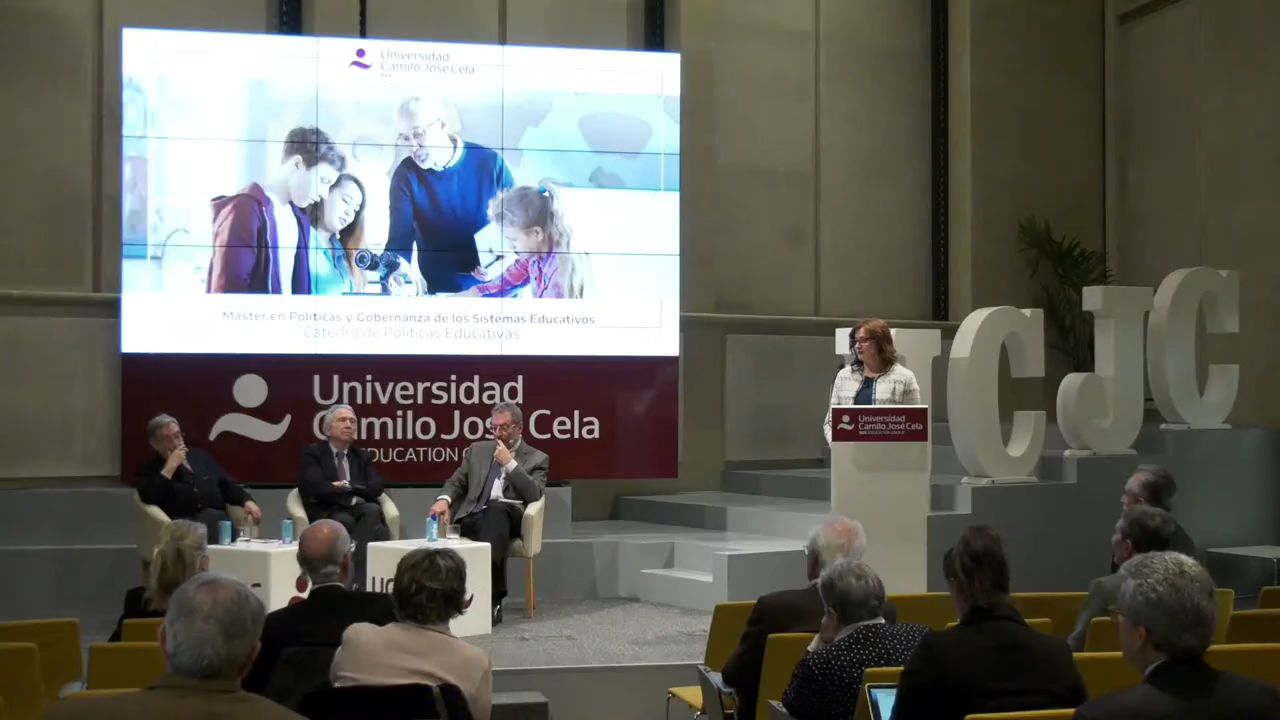 Universidad
Camilo José Cela
Master en Políticas y Gobernanza de los Sistemas Educativos
Cátedra de Políticas Educativas
Universidad
Camilo José Cela
EDUCATION
Universidad
Camilo José Cela
SEK EDUCATION GROUP
UCJC